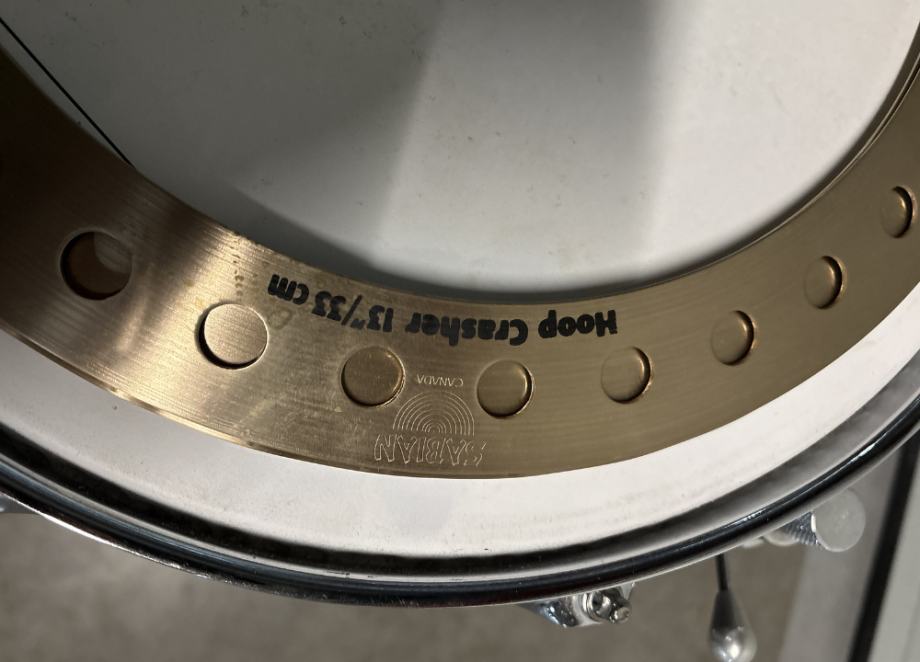 Hoop Crasher 13"/33 cm
CANADA
SABIAN